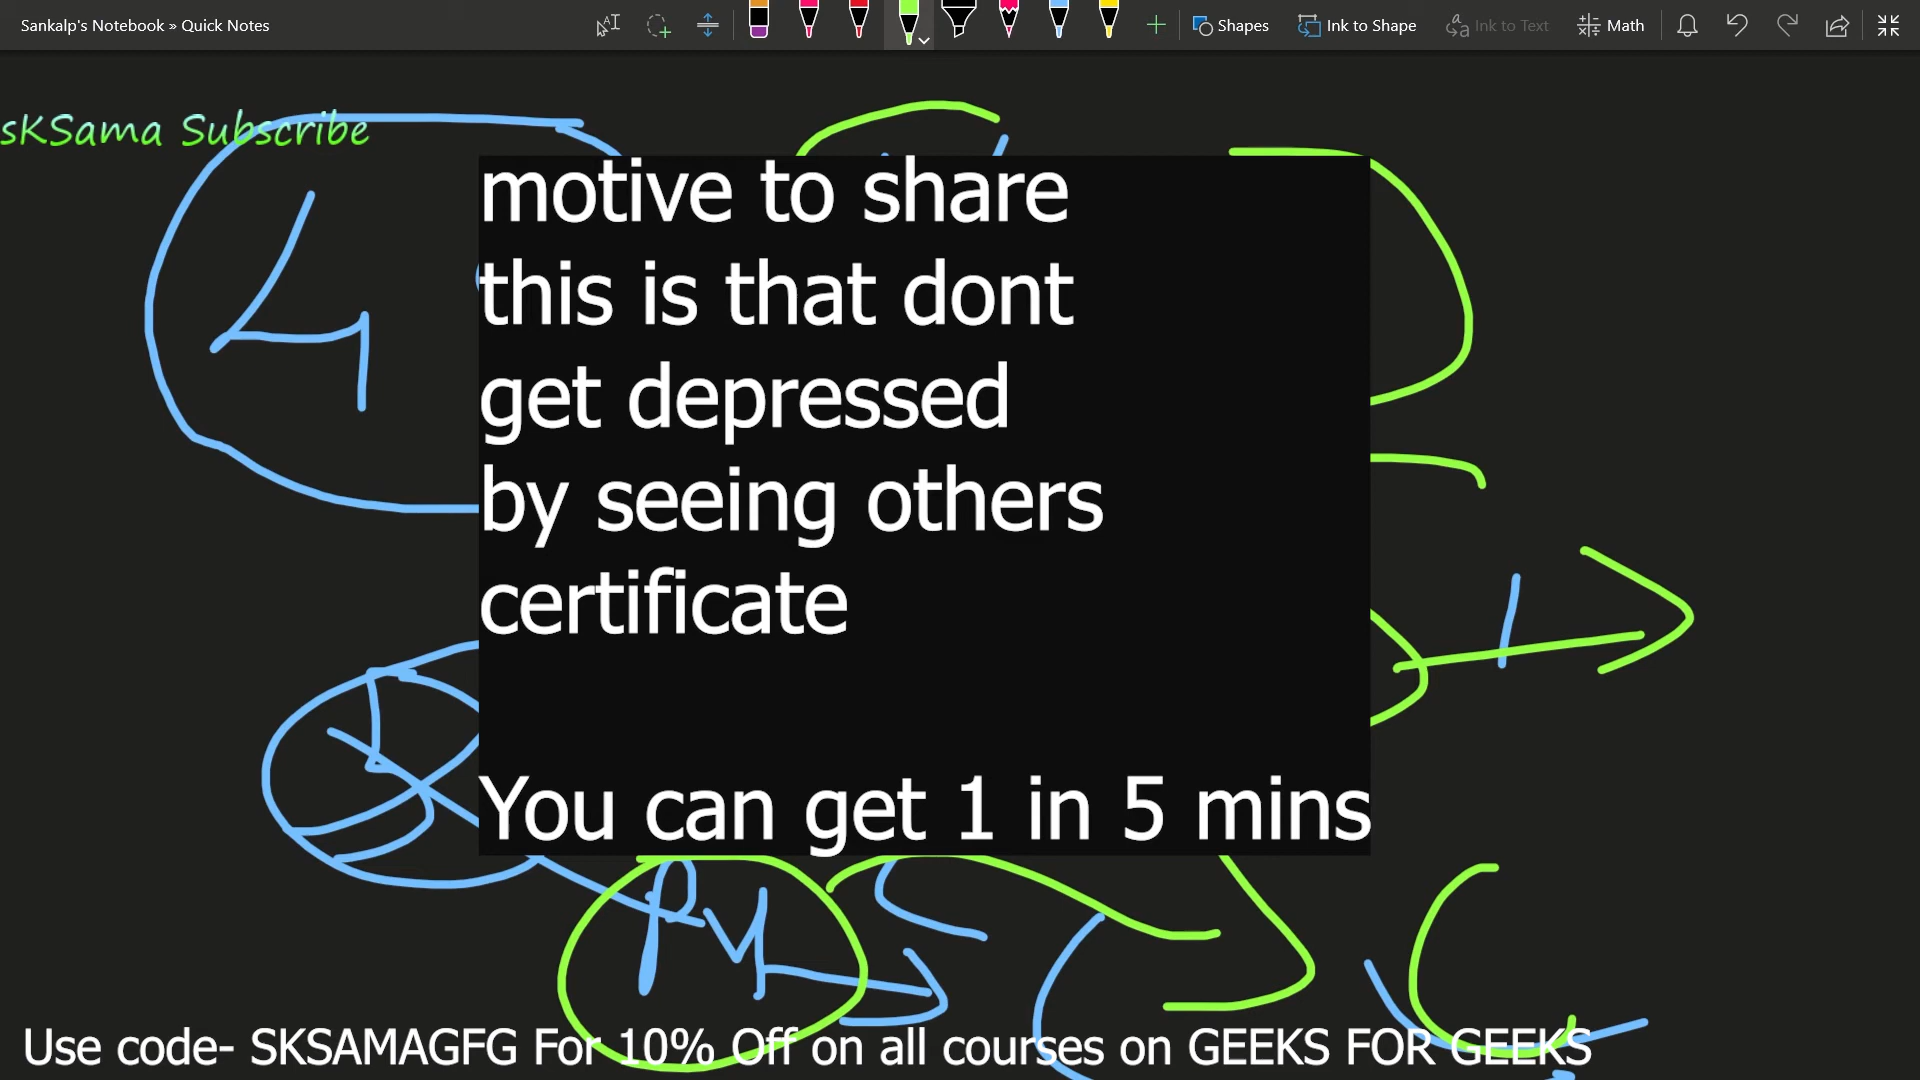 Sankalp's Notebook » Quick Notes
Shapes
Ink to Shape
Ink to Text
Math
sKSama Subscribe
4
motive to share
this is that dont
get depressed
by seeing others
certificate
You can get 1 in 5 mins
Py
Use code- SKSAMAGFG For 10% Off on all courses on GEEKS FOR GEEKS